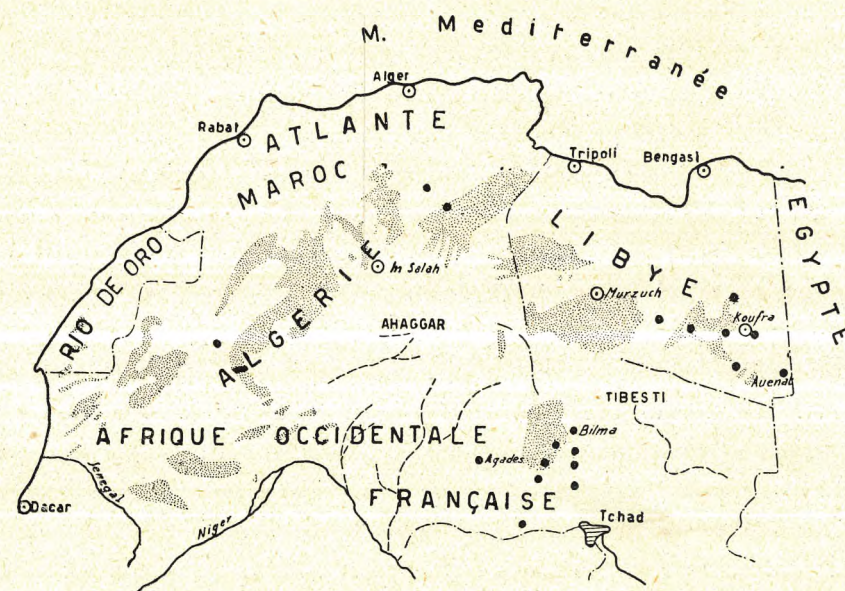 M. Mediterranée
Alger
Rabat
ATLANTE
Tripoli
Bengasi
MAROC
EGYPTE
LIBYE
RIO DE ORO
In Salah
Murzuch
ALGERIE
AHAGGAR
Koufra
Auenat
TIBESTI
AFRIQUE OCCIDENTALE
Bilma
Agades
Senegal
FRANÇAISE
Dacar
Niger
Tchad